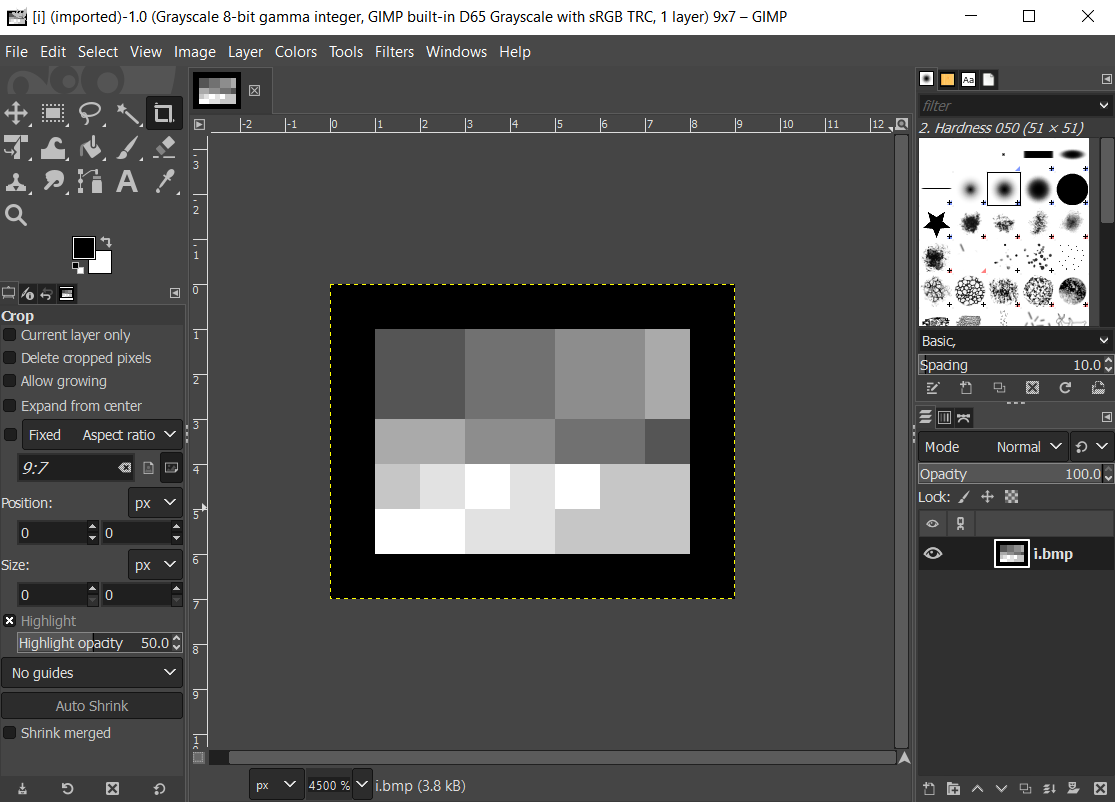 [i] (imported)-1.0 (Grayscale 8-bit gamma integer, GIMP built-in D65 Grayscale with sRGB TRC, 1 layer) 9x7 – GIMP
File Edit Select View Image Layer Colors Tools Filters Windows Help
Aa
filter
2. Hardness 050 (51 × 51)
-2 -1 0 1 2 3 4 5 6 7 8 9 10 11 12
-3
-2
-1
0
1
2
3
4
5
6
7
8
9
Crop
Current layer only
Delete cropped pixels
Allow growing
Expand from center
Fixed Aspect ratio
9:7
Position: px
0 0
Size: px
0 0
Highlight
Highlight opacity 50.0
No guides
Auto Shrink
Shrink merged
px 4500 % i.bmp (3.8 kB)
Basic,
Spacing 10.0
Mode Normal
Opacity 100.0
Lock:
i.bmp